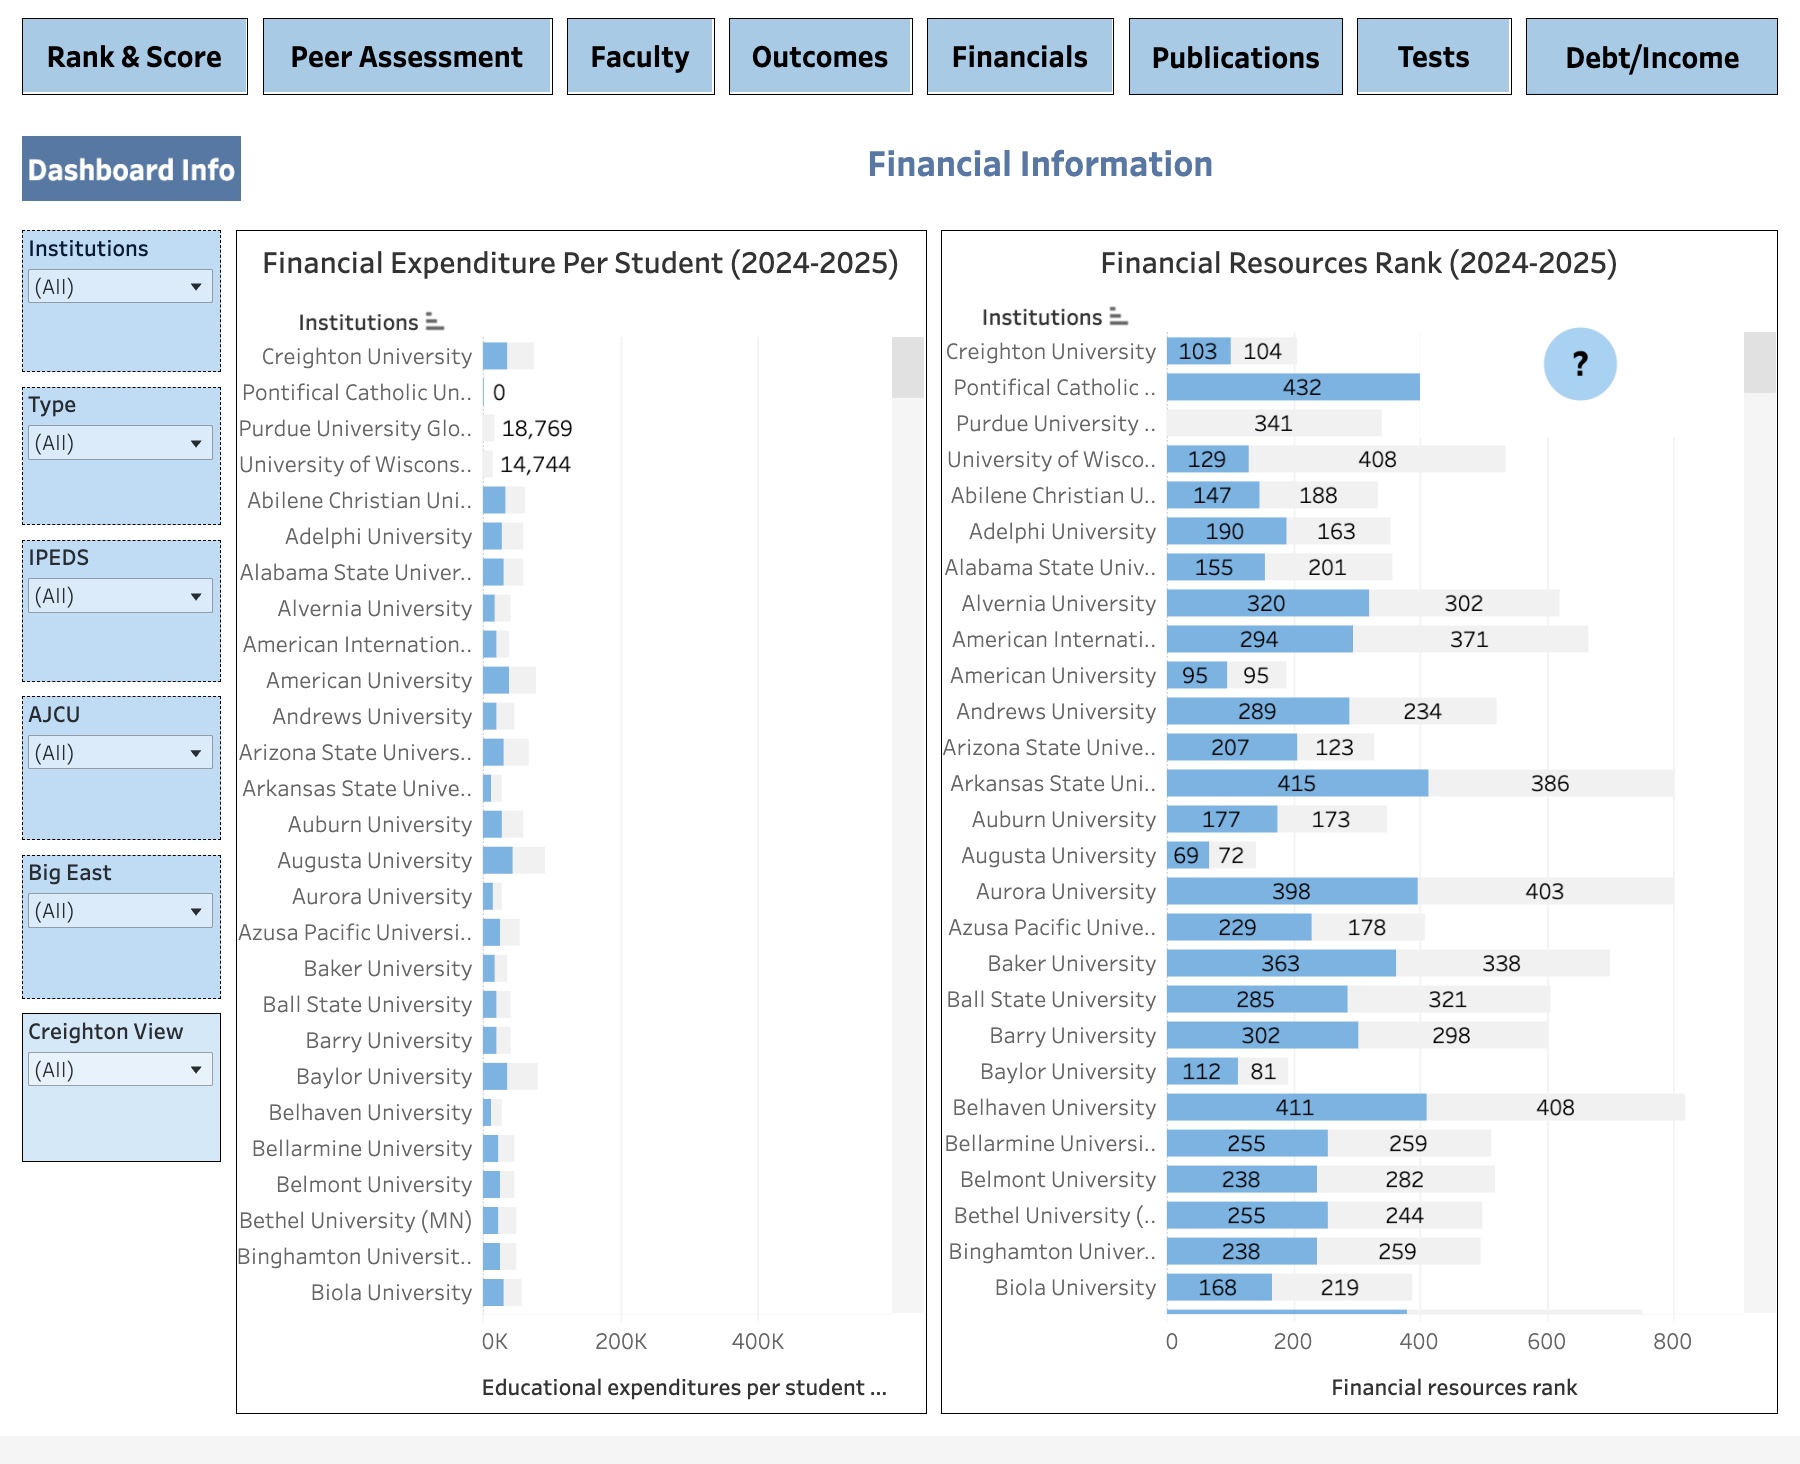 Rank & Score
Peer Assessment
Faculty
Outcomes
Financials
Publications
Tests
Debt/Income
Dashboard Info
Financial Information
Institutions
(All)
Type
(All)
IPEDS
(All)
AJCU
(All)
Big East
(All)
Creighton View
(All)
Financial Expenditure Per Student (2024-2025)
Institutions
Creighton University
Pontifical Catholic Un.. 0
Purdue University Glo.. 18,769
University of Wiscons.. 14,744
Abilene Christian Uni..
Adelphi University
Alabama State Univer..
Alvernia University
American Internation..
American University
Andrews University
Arizona State Univers..
Arkansas State Unive..
Auburn University
Augusta University
Aurora University
Azusa Pacific Universi..
Baker University
Ball State University
Barry University
Baylor University
Belhaven University
Bellarmine University
Belmont University
Bethel University (MN)
Binghamton Universit..
Biola University
0K 200K 400K
Educational expenditures per student ...
Financial Resources Rank (2024-2025)
Institutions
?
Creighton University 103 104
Pontifical Catholic .. 432
Purdue University .. 341
University of Wisco.. 129 408
Abilene Christian U.. 147 188
Adelphi University 190 163
Alabama State Univ.. 155 201
Alvernia University 320 302
American Internati.. 294 371
American University 95 95
Andrews University 289 234
Arizona State Unive.. 207 123
Arkansas State Uni.. 415 386
Auburn University 177 173
Augusta University 69 72
Aurora University 398 403
Azusa Pacific Unive.. 229 178
Baker University 363 338
Ball State University 285 321
Barry University 302 298
Baylor University 112 81
Belhaven University 411 408
Bellarmine Universi.. 255 259
Belmont University 238 282
Bethel University (.. 255 244
Binghamton Univer.. 238 259
Biola University 168 219
0 200 400 600 800
Financial resources rank